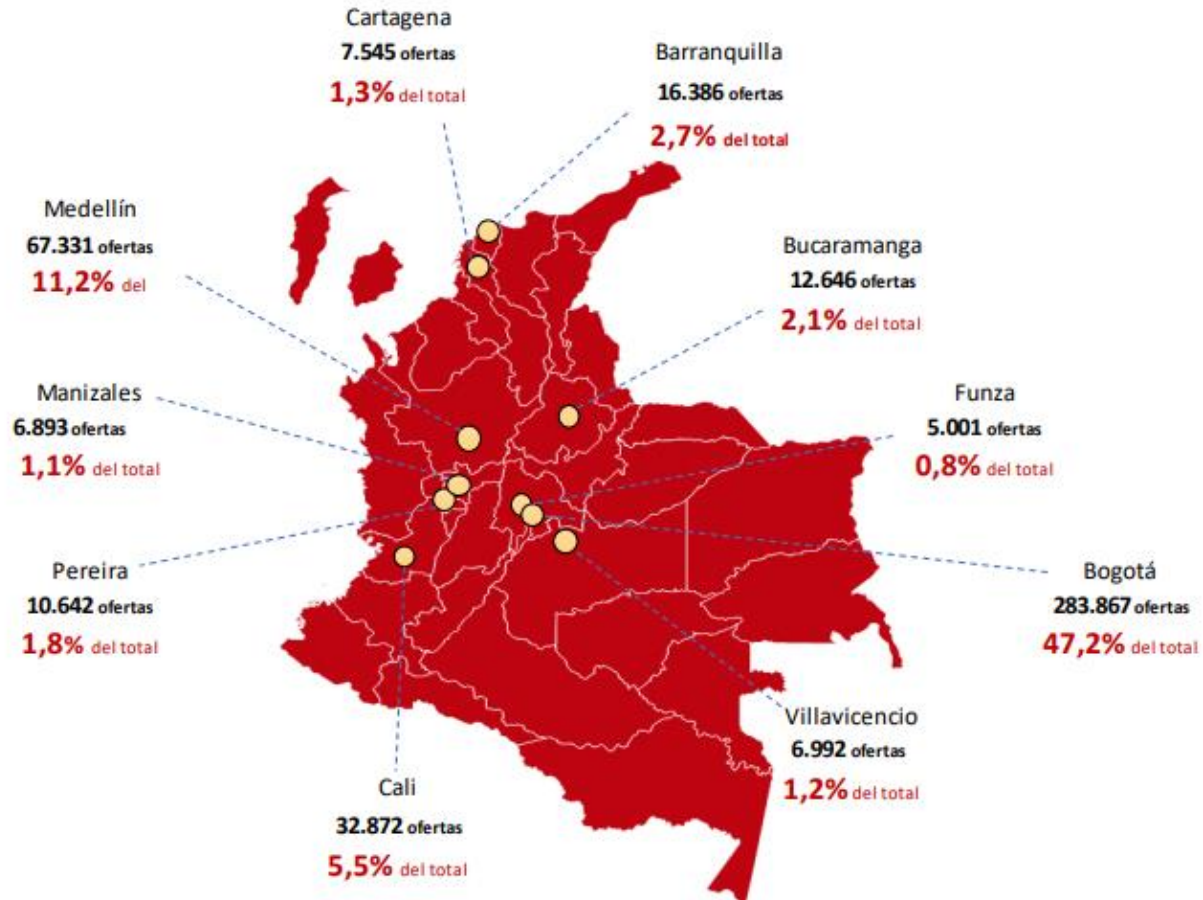 Cartagena
7.545 ofertas
1,3% del total
Barranquilla
16.386 ofertas
2,7% del total
Medellín
67.331 ofertas
11,2% del
Bucaramanga
12.646 ofertas
2,1% del total
Manizales
6.893 ofertas
1,1% del total
Funza
5.001 ofertas
0,8% del total
Pereira
10.642 ofertas
1,8% del total
Bogotá
283.867 ofertas
47,2% del total
Villavicencio
6.992 ofertas
1,2% del total
Cali
32.872 ofertas
5,5% del total